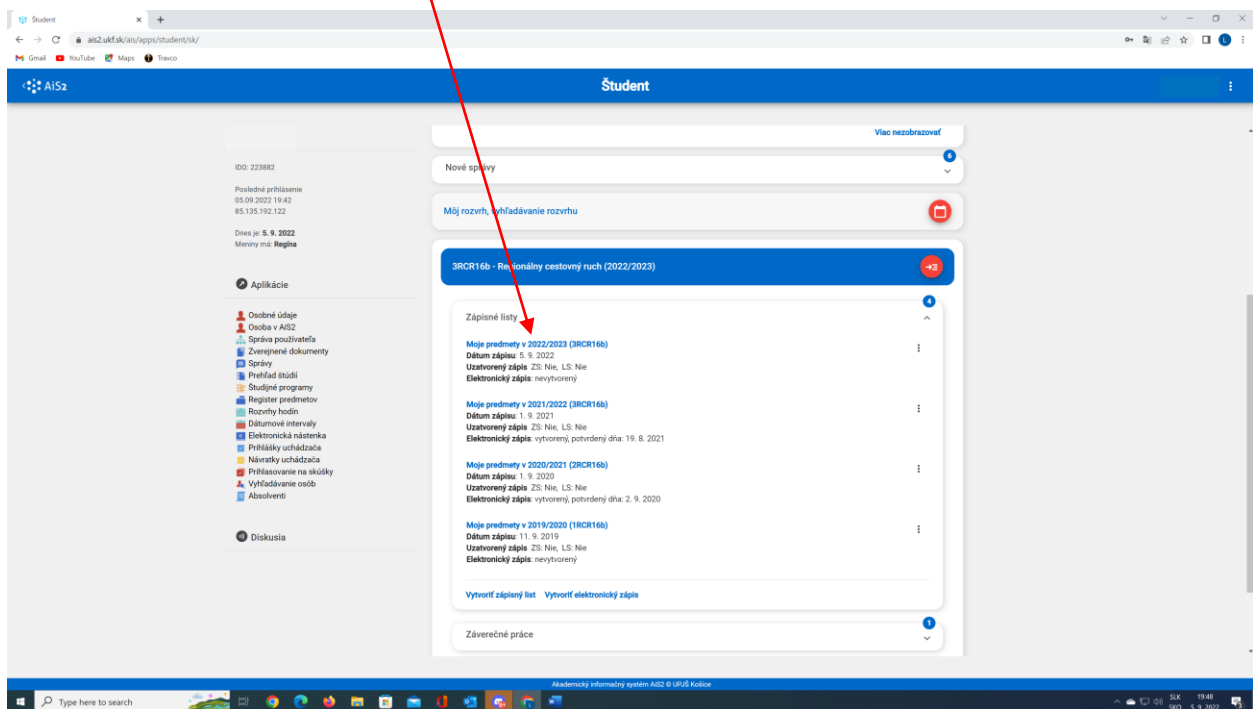 Študent
ais2.ukf.sk/ais/apps/student/sk/
Gmail YouTube Maps Travco
AiS2
Študent
Viac nezobrazovať
IDO: 223882
Posledné prihlásenie
05.09.2022 19:42
85.135.192.122
Dnes je: 5. 9. 2022
Meniny má: Regína
Aplikácie
Osobné údaje
Osoba v AiS2
Správa používateľa
Zverejnené dokumenty
Správy
Prehľad štúdií
Študijné programy
Register predmetov
Rozvrhy hodín
Dátumové intervaly
Elektronická nástenka
Prihlášky uchádzača
Návratky uchádzača
Prihlasovanie na skúšky
Vyhľadávanie osôb
Absolventi
Diskusia
Nové správy
6
Môj rozvrh, vyhľadávanie rozvrhu
3RCR16b - Regionálny cestovný ruch (2022/2023)
4
Zápisné listy
Moje predmety v 2022/2023 (3RCR16b)
Dátum zápisu: 5. 9. 2022
Uzatvorený zápis ZS: Nie, LS: Nie
Elektronický zápis: nevytvorený
Moje predmety v 2021/2022 (3RCR16b)
Dátum zápisu: 1. 9. 2021
Uzatvorený zápis ZS: Nie, LS: Nie
Elektronický zápis: vytvorený, potvrdený dňa: 19. 8. 2021
Moje predmety v 2020/2021 (2RCR16b)
Dátum zápisu: 1. 9. 2020
Uzatvorený zápis ZS: Nie, LS: Nie
Elektronický zápis: vytvorený, potvrdený dňa: 2. 9. 2020
Moje predmety v 2019/2020 (1RCR16b)
Dátum zápisu: 11. 9. 2019
Uzatvorený zápis ZS: Nie, LS: Nie
Elektronický zápis: nevytvorený
Vytvoriť zápisný list Vytvoriť elektronický zápis
1
Záverečné práce
Akademický informačný systém AiS2 © UPJŠ Košice
Type here to search
SLK 19:48
SKQ 5. 9. 2022